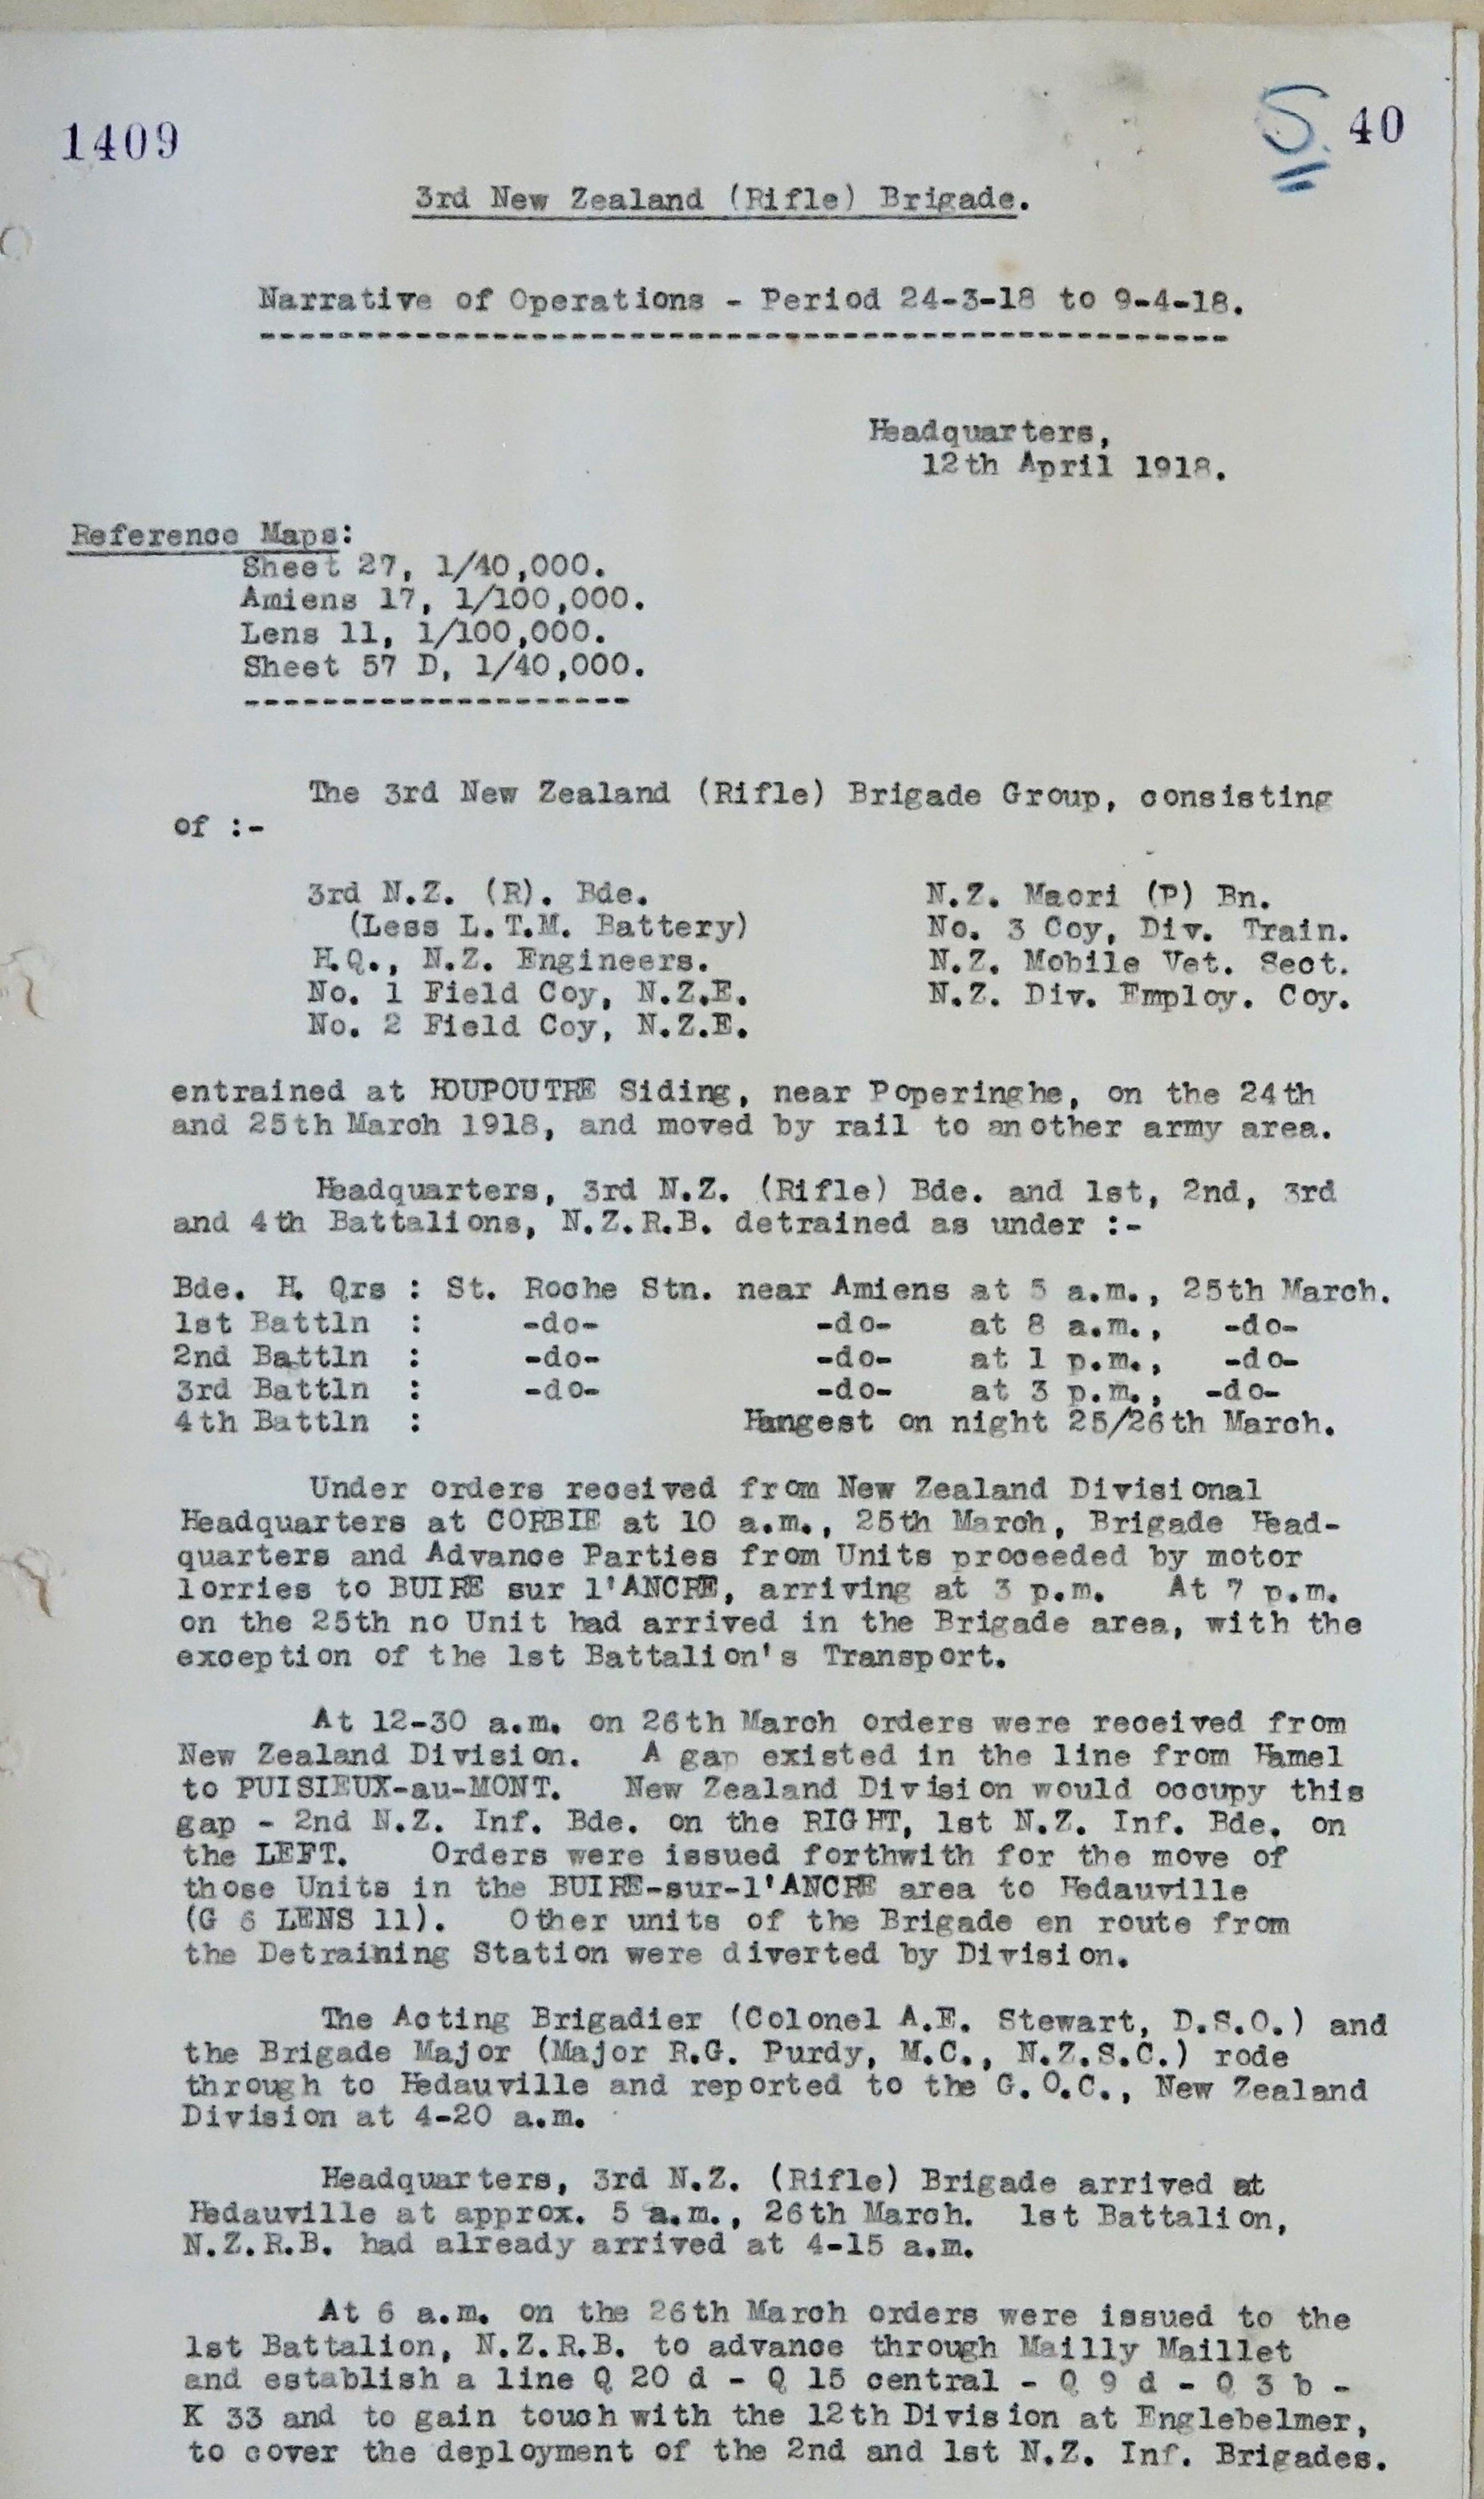 1409
S. 40
3rd New Zealand (Rifle) Brigade.
Narrative of Operations - Period 24-3-18 to 9-4-18.
Headquarters,
12th April 1918.
Reference Maps:
Sheet 27, 1/40,000.
Amiens 17, 1/100,000.
Lens 11, 1/100,000.
Sheet 57 D, 1/40,000.
The 3rd New Zealand (Rifle) Brigade Group, consisting
of :-
3rd N.Z. (R). Bde. N.Z. Maori (P) Bn.
(Less L.T.M. Battery) No. 3 Coy, Div. Train.
H.Q., N.Z. Engineers. N.Z. Mobile Vet. Sect.
No. 1 Field Coy, N.Z.E. N.Z. Div. Employ. Coy.
No. 2 Field Coy, N.Z.E.
entrained at HOUPOUTRE Siding, near Poperinghe, on the 24th
and 25th March 1918, and moved by rail to another army area.
Headquarters, 3rd N.Z. (Rifle) Bde. and 1st, 2nd, 3rd
and 4th Battalions, N.Z.R.B. detrained as under :-
Bde. H. Qrs : St. Roche Stn. near Amiens at 5 a.m., 25th March.
1st Battln : -do- -do- at 8 a.m., -do-
2nd Battln : -do- -do- at 1 p.m., -do-
3rd Battln : -do- -do- at 3 p.m., -do-
4th Battln : Hangest on night 25/26th March.
Under orders received from New Zealand Divisional
Headquarters at CORBIE at 10 a.m., 25th March, Brigade Head-
quarters and Advance Parties from Units proceeded by motor
lorries to BUIRE sur l'ANCRE, arriving at 3 p.m. At 7 p.m.
on the 25th no Unit had arrived in the Brigade area, with the
exception of the 1st Battalion's Transport.
At 12-30 a.m. on 26th March orders were received from
New Zealand Division. A gap existed in the line from Hamel
to PUISIEUX-au-MONT. New Zealand Division would occupy this
gap - 2nd N.Z. Inf. Bde. on the RIGHT, 1st N.Z. Inf. Bde. on
the LEFT. Orders were issued forthwith for the move of
those Units in the BUIRE-sur-l'ANCRE area to Hedauville
(G 6 LENS 11). Other units of the Brigade en route from
the Detraining Station were diverted by Division.
The Acting Brigadier (Colonel A.E. Stewart, D.S.O.) and
the Brigade Major (Major R.G. Purdy, M.C., N.Z.S.C.) rode
through to Hedauville and reported to the G.O.C., New Zealand
Division at 4-20 a.m.
Headquarters, 3rd N.Z. (Rifle) Brigade arrived at
Hedauville at approx. 5 a.m., 26th March. 1st Battalion,
N.Z.R.B. had already arrived at 4-15 a.m.
At 6 a.m. on the 26th March orders were issued to the
1st Battalion, N.Z.R.B. to advance through Mailly Maillet
and establish a line Q 20 d - Q 15 central - Q 9 d - Q 3 b -
K 33 and to gain touch with the 12th Division at Englebelmer,
to cover the deployment of the 2nd and 1st N.Z. Inf. Brigades.